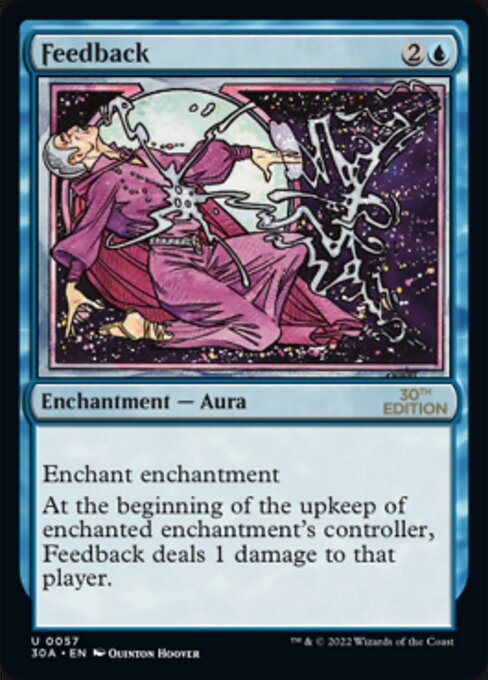 Feedback 2
Enchantment — Aura
30TH
EDITION
Enchant enchantment
At the beginning of the upkeep of
enchanted enchantment's controller,
Feedback deals 1 damage to that
player.
U 0057
30A • EN Quinton Hoover
™ & © 2022 Wizards of the Coast